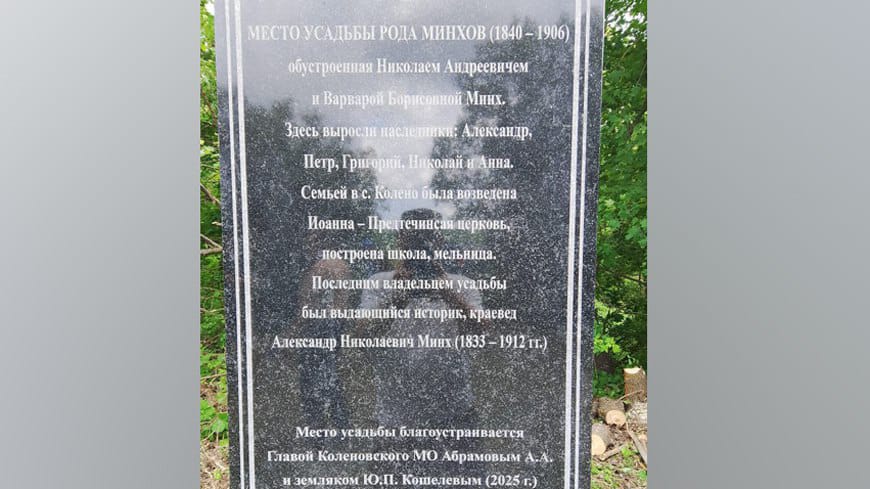 МЕСТО УСАДЬБЫ РОДА МИНХОВ (1840 – 1906)
обустроенная Николаем Андреевичем
и Варварой Борисовной Минх.
Здесь выросли наследники: Александр,
Петр, Григорий, Николай и Анна.
Семьей в с. Колено была возведена
Иоанна – Предтечинсая церковь,
построена школа, мельница.
Последним владельцем усадьбы
был выдающийся историк, краевед
Александр Николаевич Минх (1833 – 1912 гг.)
Место усадьбы благоустраивается
Главой Коленовского МО Абрамовым А.А.
и земляком Ю.П. Кошелевым (2025 г.)